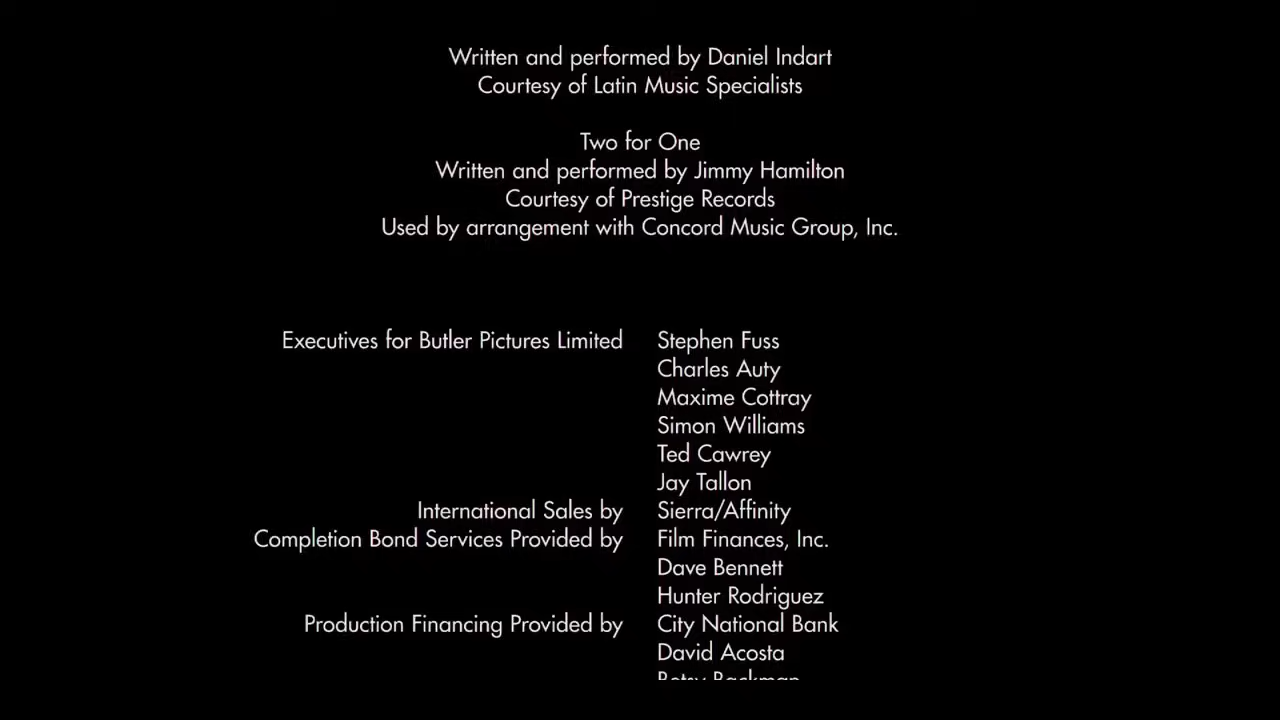 Written and performed by Daniel Indart
Courtesy of Latin Music Specialists
Two for One
Written and performed by Jimmy Hamilton
Courtesy of Prestige Records
Used by arrangement with Concord Music Group, Inc.
Executives for Butler Pictures Limited Stephen Fuss
Charles Auty
Maxime Cottray
Simon Williams
Ted Cawrey
Jay Tallon
International Sales by Sierra/Affinity
Completion Bond Services Provided by Film Finances, Inc.
Dave Bennett
Hunter Rodriguez
Production Financing Provided by City National Bank
David Acosta